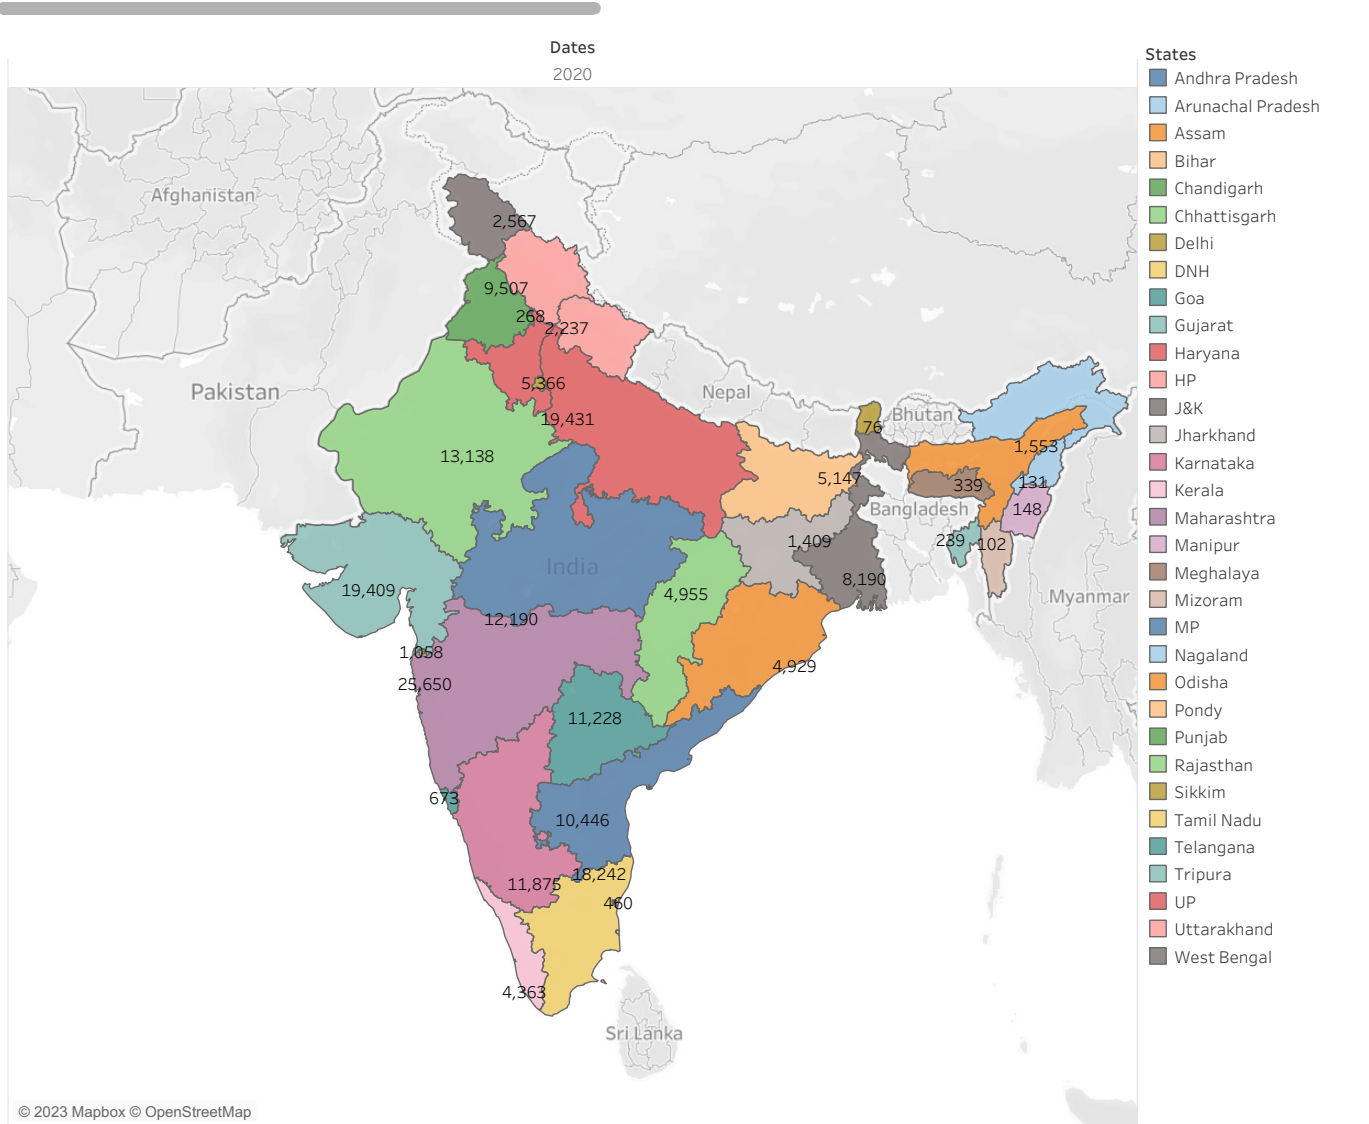 Dates
2020
Afghanistan
2,567
9,507
268
2,237
Pakistan
Nepal
5,366
19,431
Bhutan
76
13,138
1,553
5,147
339
131
Bangladesh
148
1,409
239
102
India
8,190
19,409
4,955
Myanmar
12,190
1,058
4,929
25,650
11,228
673
10,446
18,242
11,875
460
4,363
Sri Lanka
© 2023 Mapbox © OpenStreetMap
States
Andhra Pradesh
Arunachal Pradesh
Assam
Bihar
Chandigarh
Chhattisgarh
Delhi
DNH
Goa
Gujarat
Haryana
HP
J&K
Jharkhand
Karnataka
Kerala
Maharashtra
Manipur
Meghalaya
Mizoram
MP
Nagaland
Odisha
Pondy
Punjab
Rajasthan
Sikkim
Tamil Nadu
Telangana
Tripura
UP
Uttarakhand
West Bengal